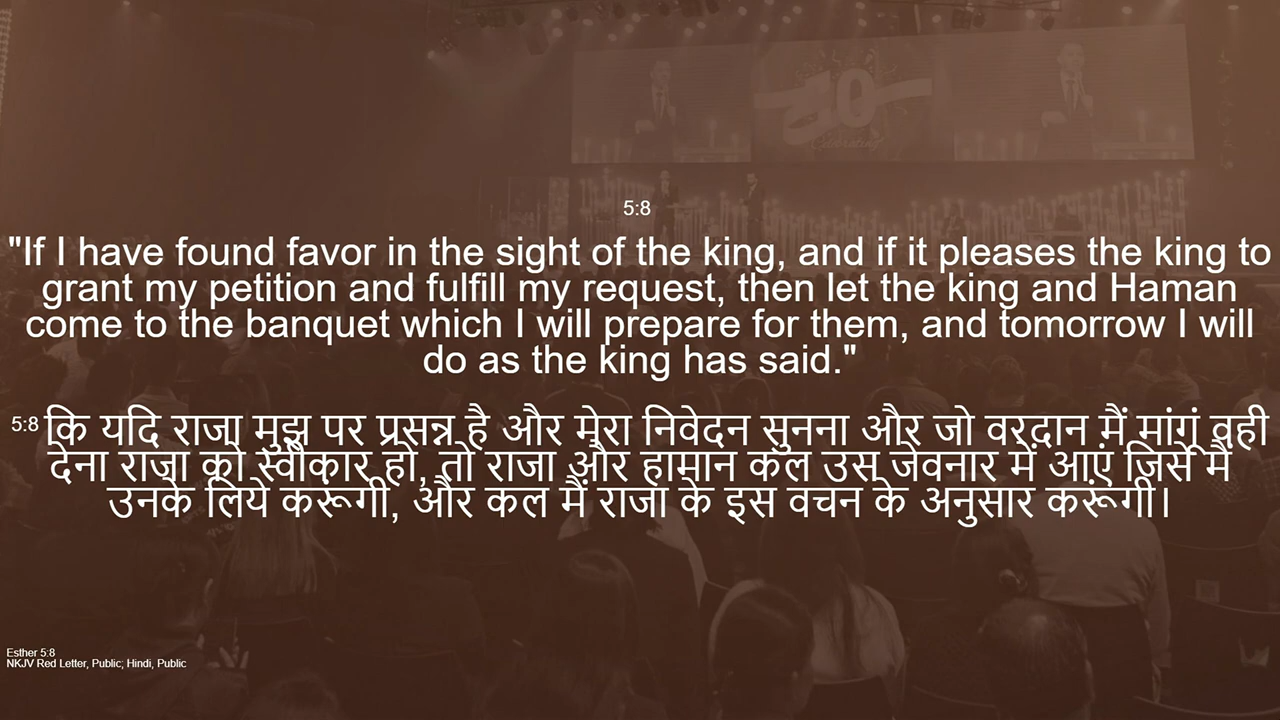 10
Celebrating
5:8
"If I have found favor in the sight of the king, and if it pleases the king to
grant my petition and fulfill my request, then let the king and Haman
come to the banquet which I will prepare for them, and tomorrow I will
do as the king has said."
5:8 कि यदि राजा मुझ पर प्रसन्न है और मेरा निवेदन सुनना और जो वरदान मैं मांगूं वही
देना राजा को स्वीकार हो, तो राजा और हामान कल उस जेवनार में आएं जिसे मैं
उनके लिये करूंगी, और कल मैं राजा के इस वचन के अनुसार करूंगी।
Esther 5:8
NKJV Red Letter, Public; Hindi, Public